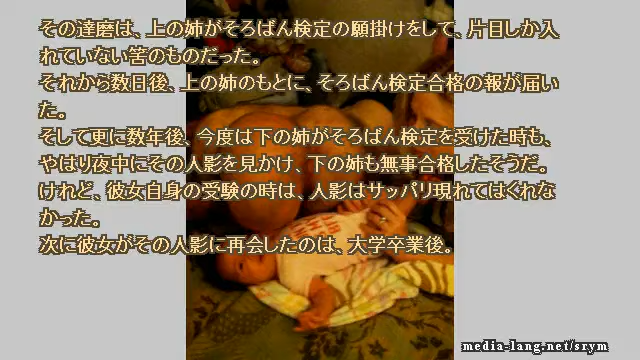 その達磨は、上の姉がそろばん検定の願掛けをして、片目しか入
れていない筈のものだった。
それから数日後、上の姉のもとに、そろばん検定合格の報が届い
た。
そして更に数年後、今度は下の姉がそろばん検定を受けた時も、
やはり夜中にその人影を見かけ、下の姉も無事合格したそうだ。
けれど、彼女自身の受験の時は、人影はサッパリ現れてはくれな
かった。
次に彼女がその人影に再会したのは、大学卒業後。
media-lang.net/srym